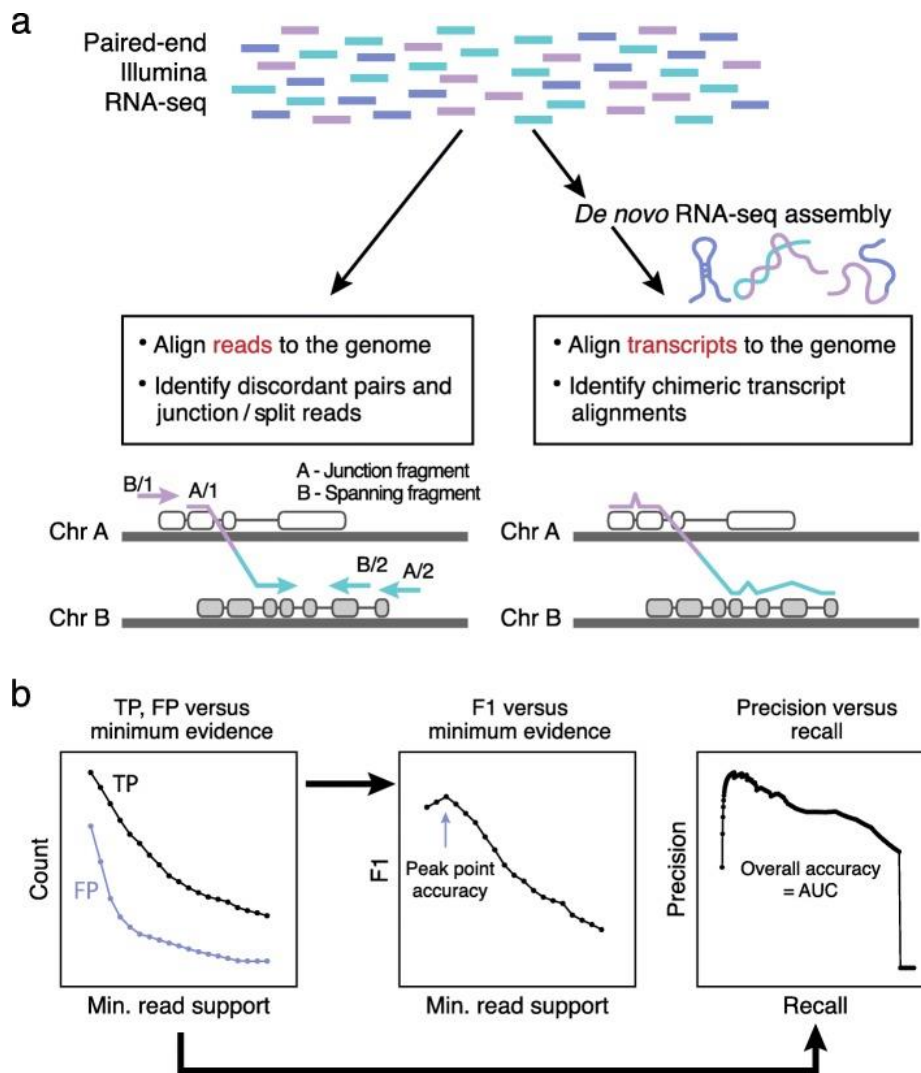 a
Paired-end
Illumina
RNA-seq
De novo RNA-seq assembly
• Align reads to the genome
• Identify discordant pairs and
junction / split reads
• Align transcripts to the genome
• Identify chimeric transcript
alignments
B/1
A/1
A - Junction fragment
B - Spanning fragment
Chr A
B/2
A/2
Chr B
Chr A
Chr B
b
TP, FP versus
minimum evidence
TP
FP
Count
Min. read support
F1 versus
minimum evidence
Peak point
accuracy
F1
Min. read support
Precision versus
recall
Overall accuracy
= AUC
Precision
Recall